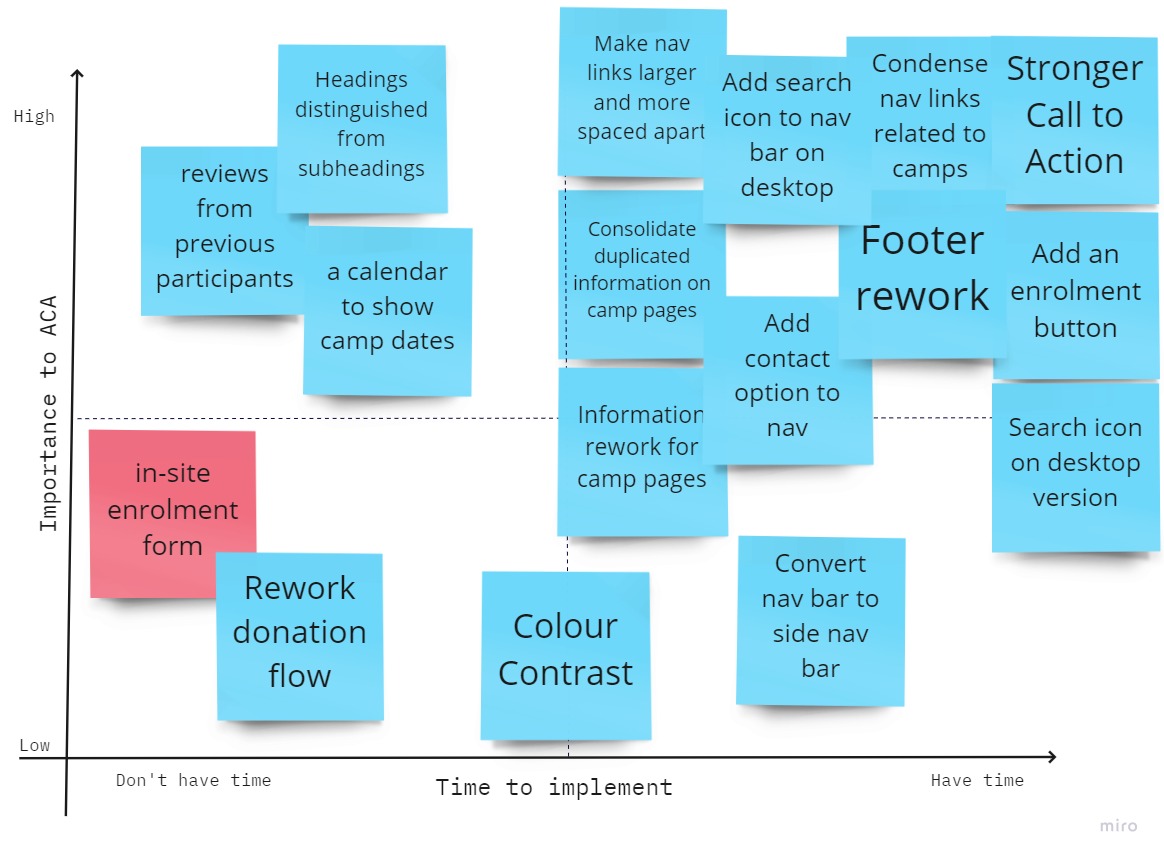 High
Headings
distinguished
from
subheadings
reviews
from
previous
participants
a calendar
to show
camp dates
Make nav
links larger
and more
spaced apart
Add search
icon to nav
bar on
desktop
Condense
nav links
related to
camps
Stronger
Call to
Action
Consolidate
duplicated
information on
camp pages
Footer
rework
Add an
enrolment
button
Add
contact
option to
nav
Information
rework for
camp pages
Search icon
on desktop
version
Importance to ACA
in-site
enrolment
form
Rework
donation
flow
Colour
Contrast
Convert
nav bar to
side nav
bar
Low
Don't have time
Time to implement
Have time
miro